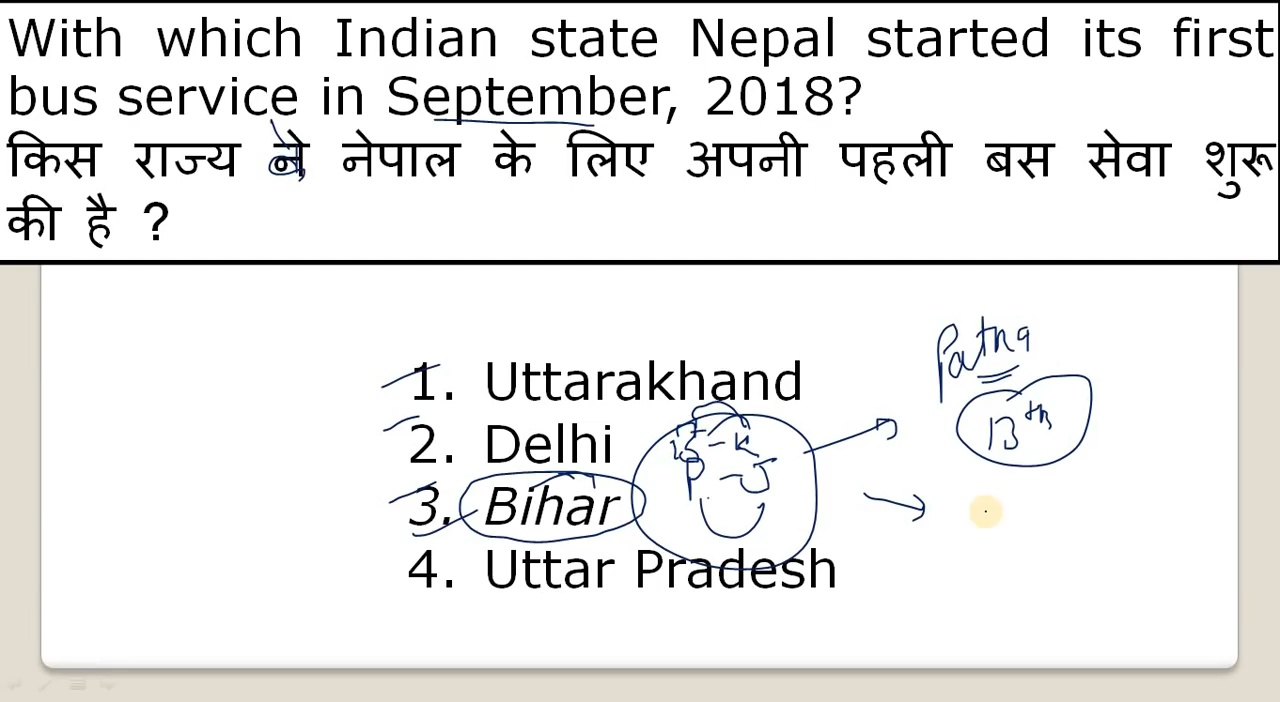 With which Indian state Nepal started its first
bus service in September, 2018?
किस राज्य ने नेपाल के लिए अपनी पहली बस सेवा शुरू
की है ?
Patna
1. Uttarakhand
13th
2. Delhi
B - K
P - J
3. Bihar
4. Uttar Pradesh